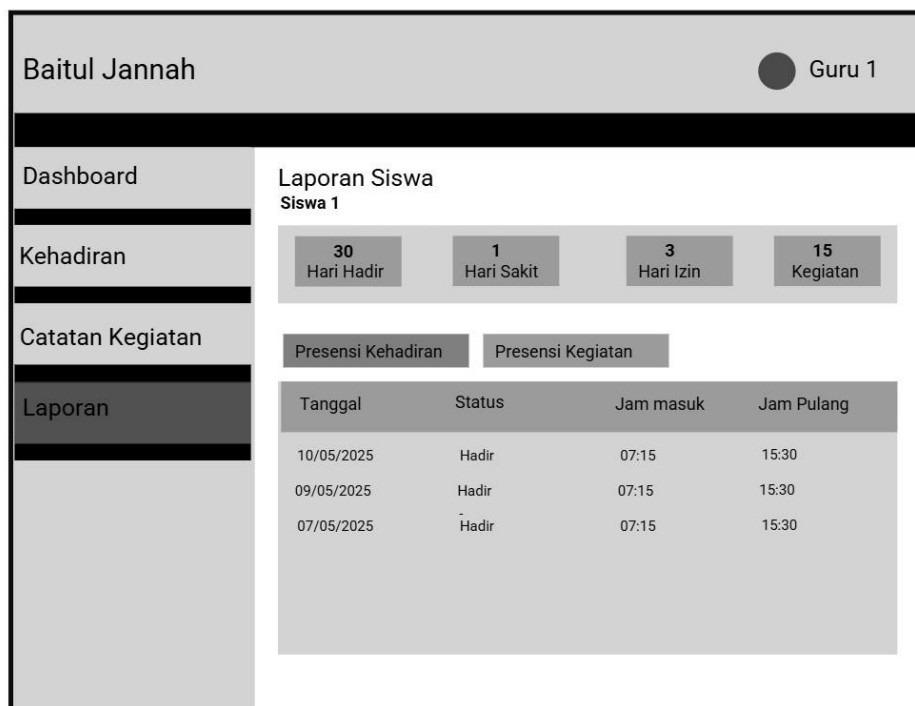 Baitul Jannah
Guru 1
Dashboard
Kehadiran
Catatan Kegiatan
Laporan
Laporan Siswa
Siswa 1
30 1 3 15
Hari Hadir Hari Sakit Hari Izin Kegiatan
Presensi Kehadiran Presensi Kegiatan
Tanggal Status Jam masuk Jam Pulang
10/05/2025 Hadir 07:15 15:30
09/05/2025 Hadir 07:15 15:30
-
07/05/2025 Hadir 07:15 15:30